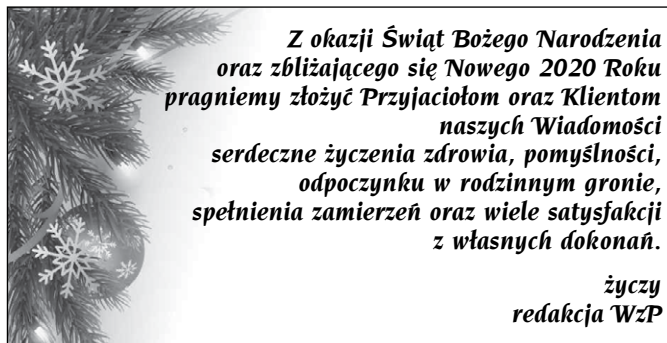 Z okazji Świąt Bożego Narodzenia
oraz zbliżającego się Nowego 2020 Roku
pragniemy złożyć Przyjaciołom oraz Klientom
naszych Wiadomości
serdeczne życzenia zdrowia, pomyślności,
odpoczynku w rodzinnym gronie,
spełnienia zamierzeń oraz wiele satysfakcji
z własnych dokonań.
życzy
redakcja WzP